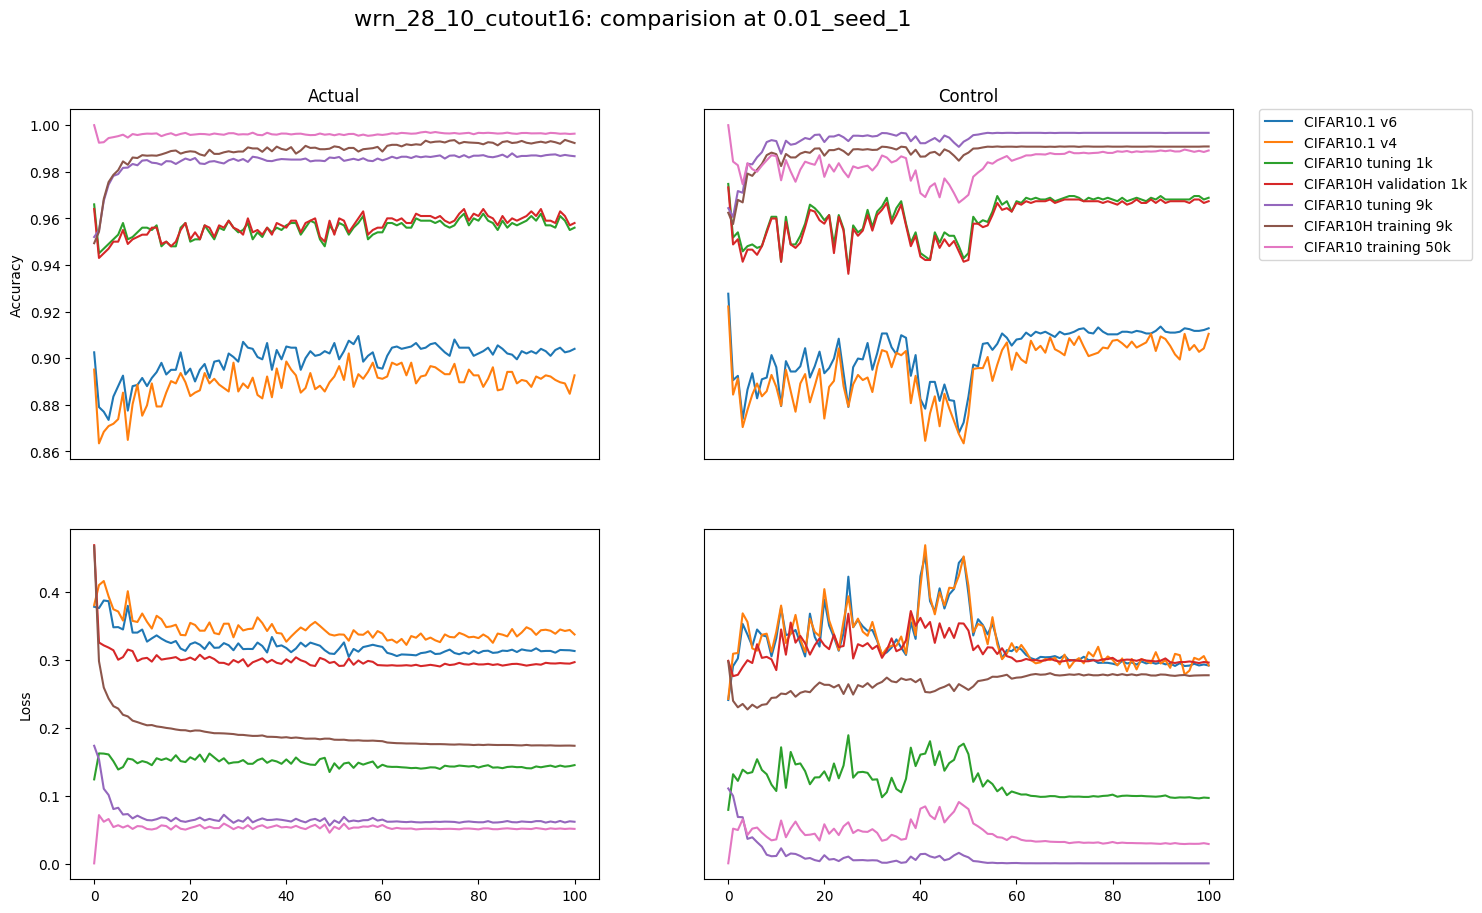 wrn_28_10_cutout16: comparision at 0.01_seed_1
Actual
Control
Accuracy
1.00
0.98
0.96
0.94
0.92
0.90
0.88
0.86
CIFAR10.1 v6
CIFAR10.1 v4
CIFAR10 tuning 1k
CIFAR10H validation 1k
CIFAR10 tuning 9k
CIFAR10H training 9k
CIFAR10 training 50k
Loss
0.4
0.3
0.2
0.1
0.0
0 20 40 60 80 100
0 20 40 60 80 100